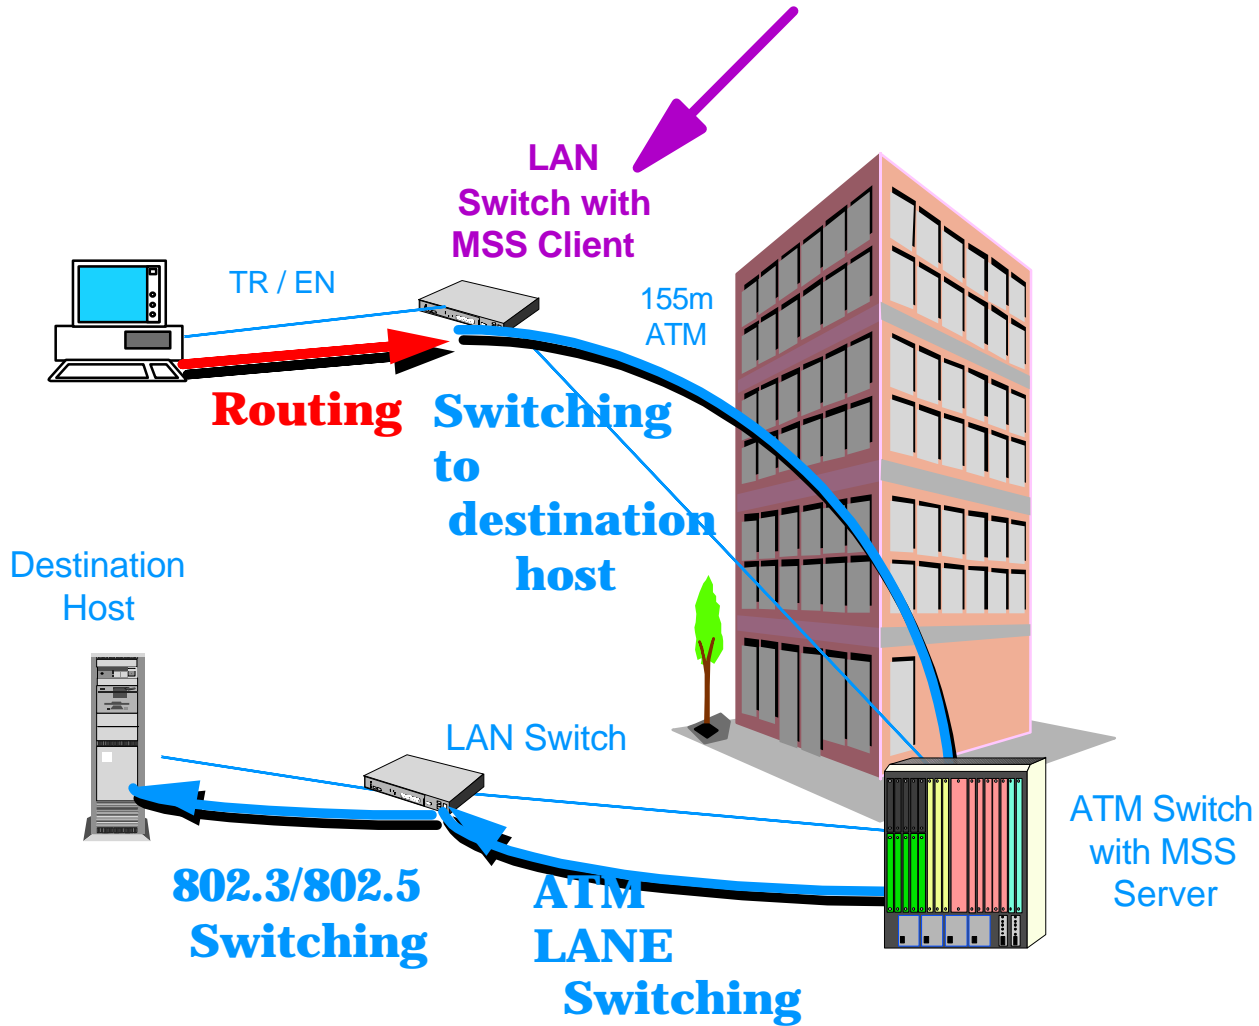 LAN
Switch with
MSS Client
TR / EN
155m
ATM
Routing
Switching
to
destination
host
Destination
Host
LAN Switch
ATM Switch
with MSS
Server
802.3/802.5
Switching
ATM
LANE
Switching